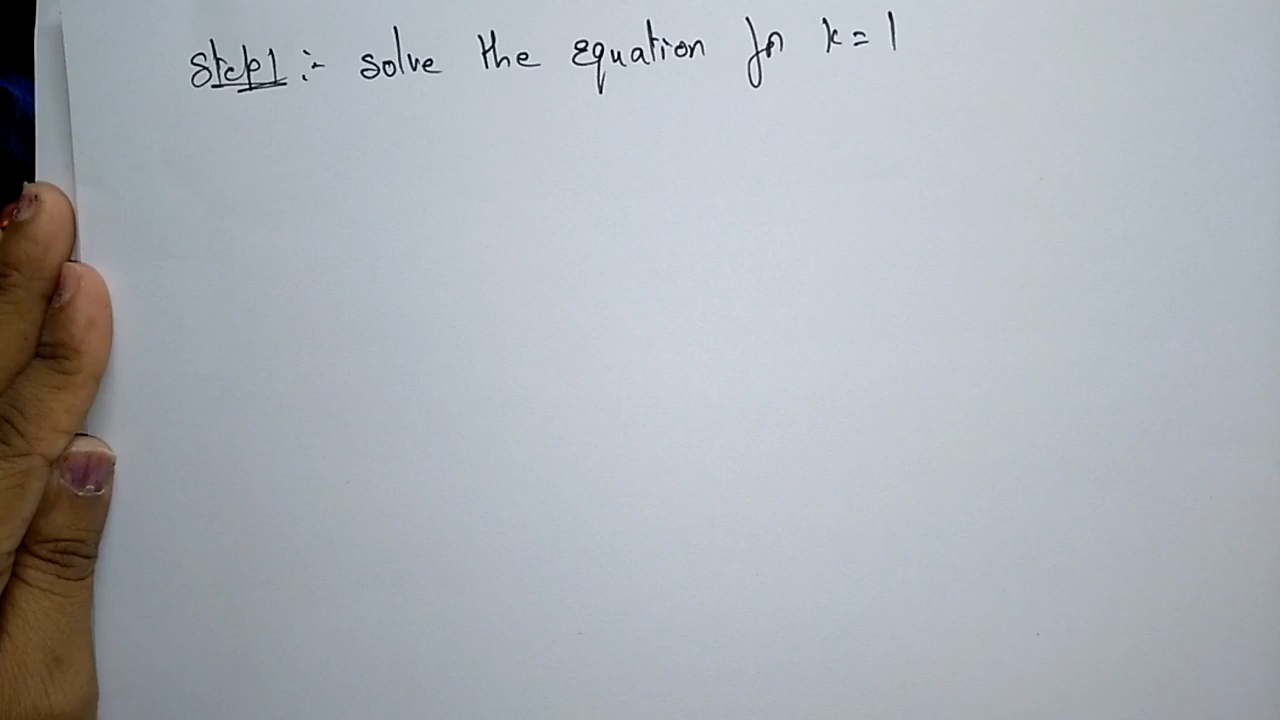 Step1 :- solve the equation for k = 1